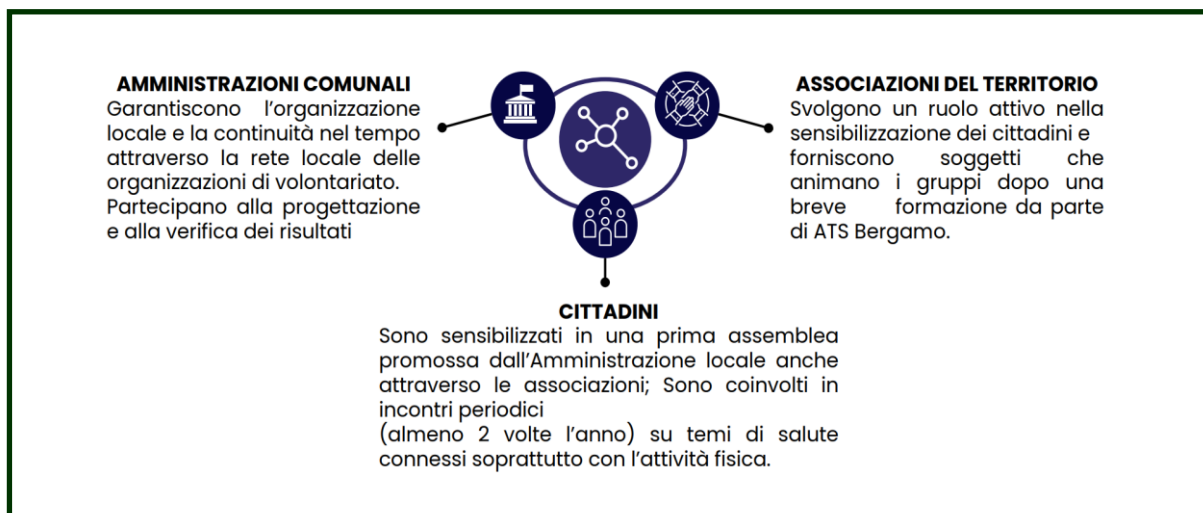 AMMINISTRAZIONI COMUNALI
Garantiscono l'organizzazione
locale e la continuità nel tempo
attraverso la rete locale delle
organizzazioni di volontariato.
Partecipano alla progettazione
e alla verifica dei risultati
ASSOCIAZIONI DEL TERRITORIO
Svolgono un ruolo attivo nella
sensibilizzazione dei cittadini e
forniscono soggetti che
animano i gruppi dopo una
breve formazione da parte
di ATS Bergamo.
CITTADINI
Sono sensibilizzati in una prima assemblea
promossa dall'Amministrazione locale anche
attraverso le associazioni; Sono coinvolti in
incontri periodici
(almeno 2 volte l'anno) su temi di salute
connessi soprattutto con l'attività fisica.